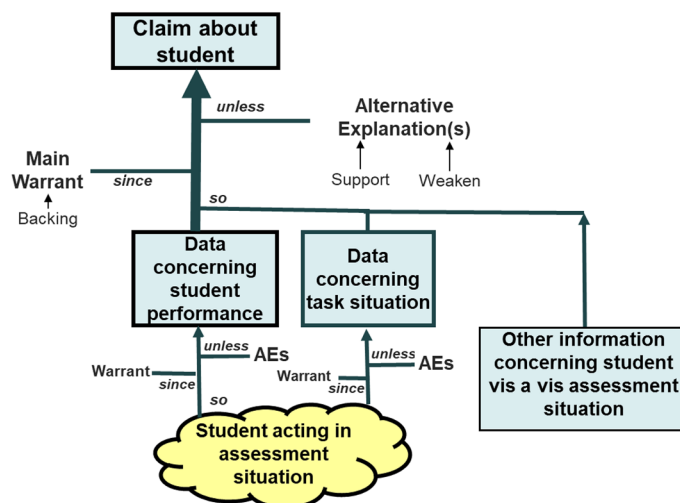 Claim about
student
unless
Alternative
Explanation(s)
Main
Warrant
since
Support
Weaken
Backing
so
Data
concerning
student
performance
Data
concerning
task situation
Other information
concerning student
vis a vis assessment
situation
unless
AEs
Warrant
since
so
unless
AEs
Warrant
since
Student acting in
assessment
situation